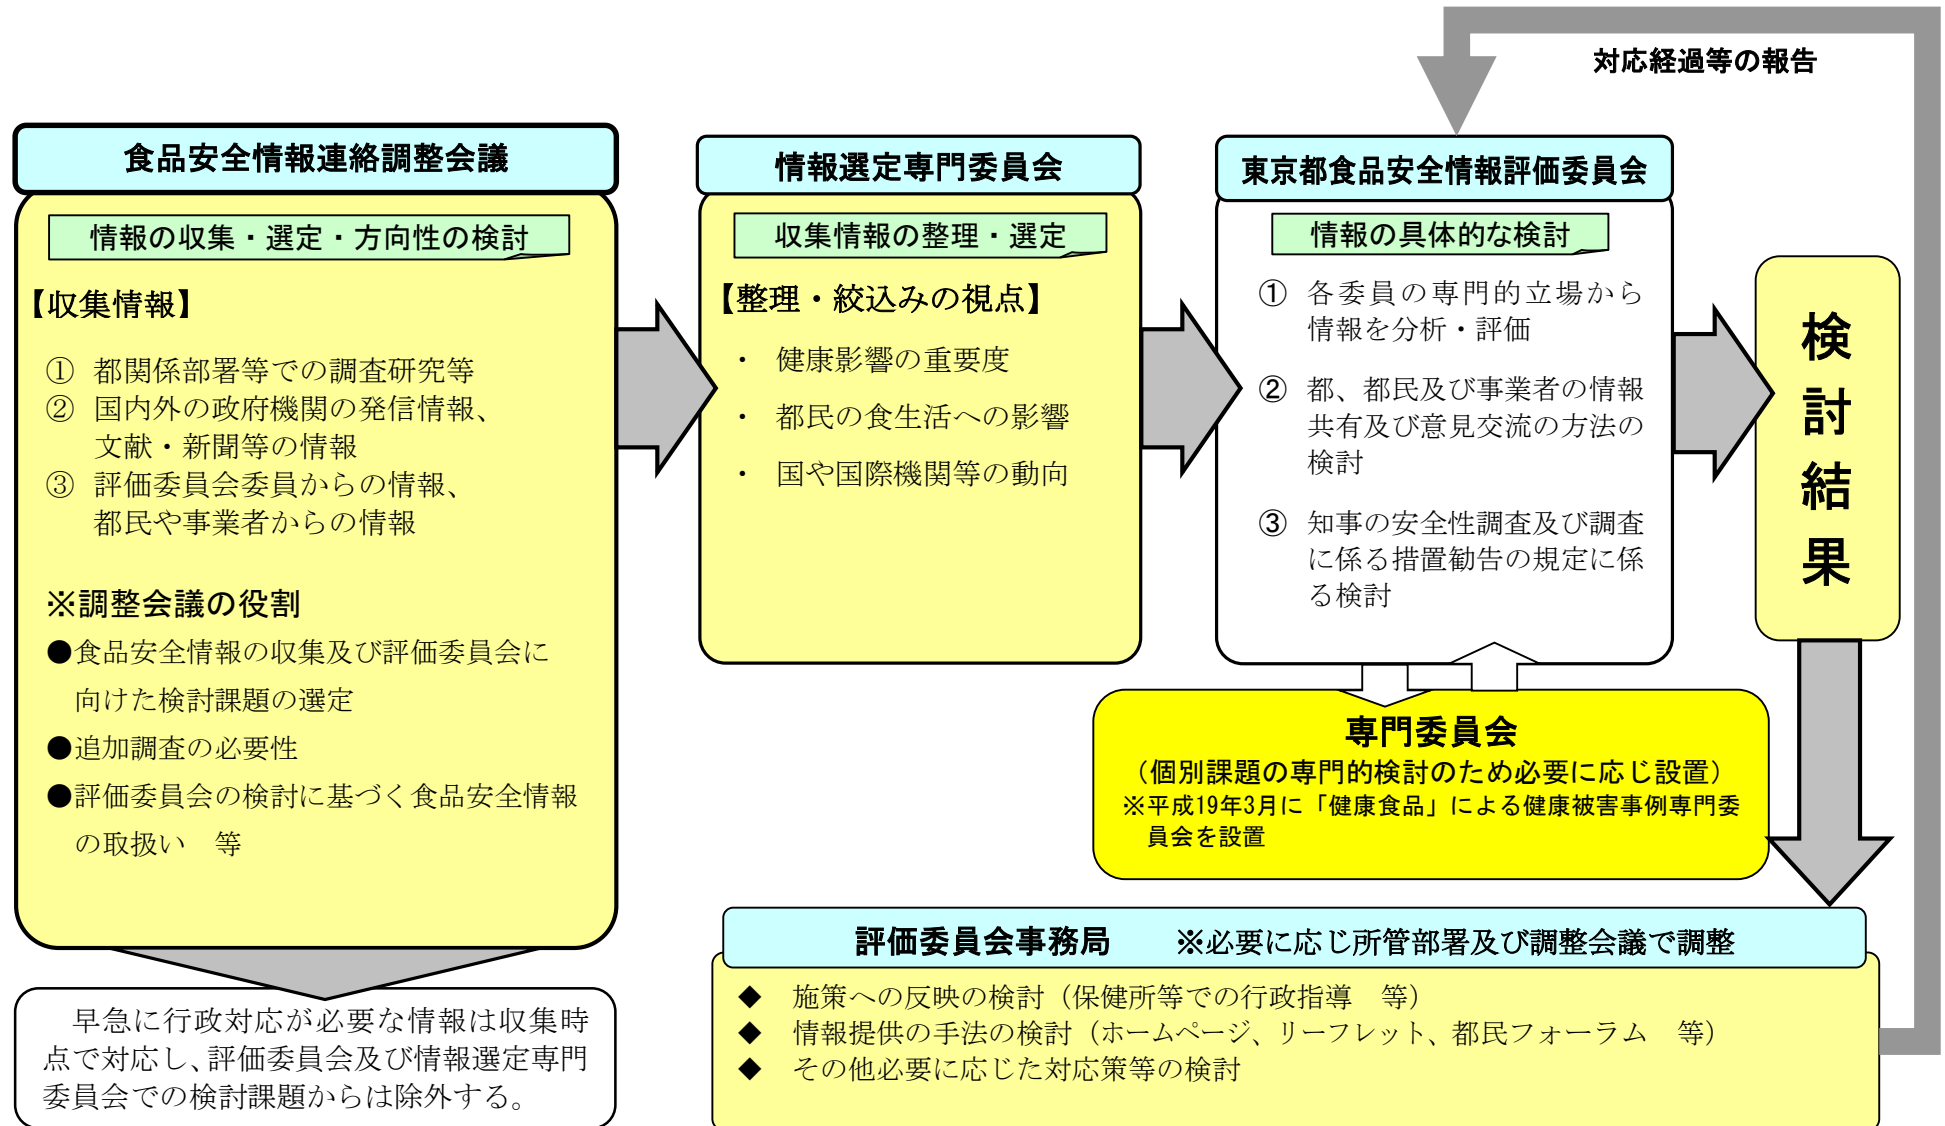 対応経過等の報告
食品安全情報連絡調整会議
情報の収集・選定・方向性の検討
【収集情報】
① 都関係部署等での調査研究等
② 国内外の政府機関の発信情報、
文献・新聞等の情報
③ 評価委員会委員からの情報、
都民や事業者からの情報
※調整会議の役割
●食品安全情報の収集及び評価委員会に
向けた検討課題の選定
●追加調査の必要性
●評価委員会の検討に基づく食品安全情報
の取扱い 等
早急に行政対応が必要な情報は収集時
点で対応し、評価委員会及び情報選定専門
委員会での検討課題からは除外する。
情報選定専門委員会
収集情報の整理・選定
【整理・絞込みの視点】
・ 健康影響の重要度
・ 都民の食生活への影響
・ 国や国際機関等の動向
東京都食品安全情報評価委員会
情報の具体的な検討
① 各委員の専門的立場から
情報を分析・評価
② 都、都民及び事業者の情報
共有及び意見交流の方法の
検討
③ 知事の安全性調査及び調査
に係る措置勧告の規定に係
る検討
専門委員会
（個別課題の専門的検討のため必要に応じ設置）
※平成19年3月に「健康食品」による健康被害事例専門委
員会を設置
検討結果
評価委員会事務局 ※必要に応じ所管部署及び調整会議で調整
◆ 施策への反映の検討（保健所等での行政指導 等）
◆ 情報提供の手法の検討（ホームページ、リーフレット、都民フォーラム 等）
◆ その他必要に応じた対応策等の検討